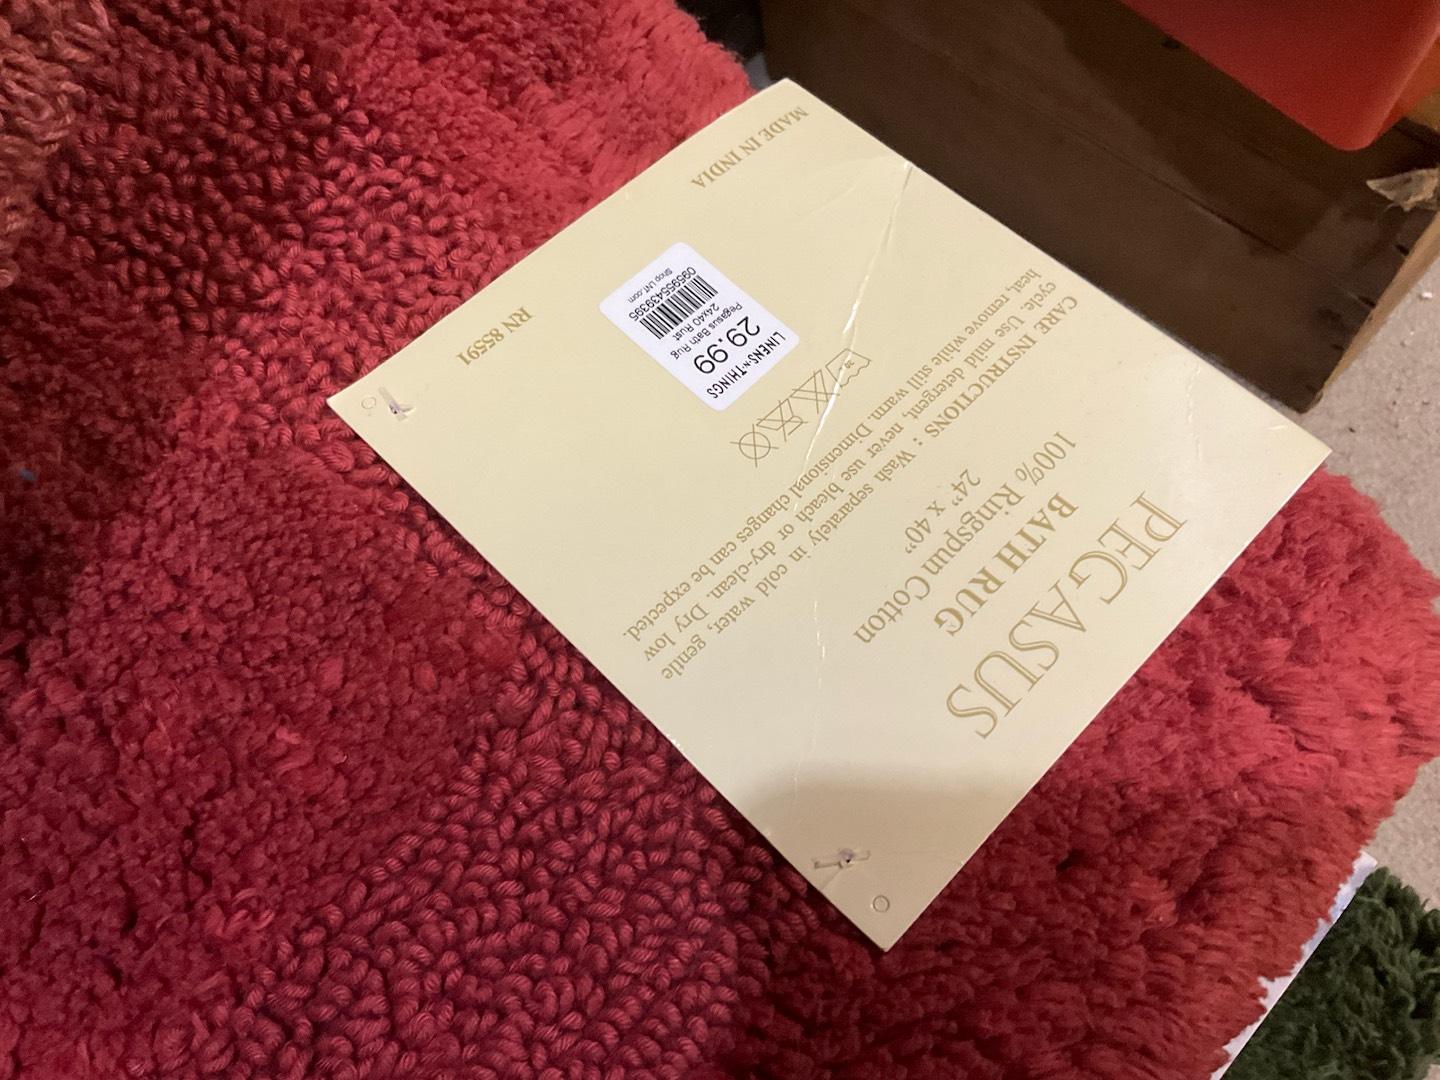 PEGASUS
BATH RUG
100% Ringspun Cotton
24” X 40”
CARE INSTRUCTIONS : Wash separately in cold water, gentle
cycle. Use mild detergent, never use bleach or dry-clean. Dry low
heat, remove while still warm. Dimensional changes can be expected.
LINENS-N-THINGS
29.99
Pegasus Bath Rug
24x40 Rust
095955439395
Shop LNT.com
RN 85591
MADE IN INDIA